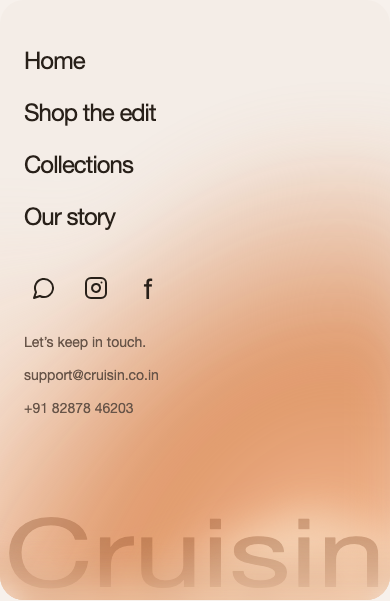 Home
Shop the edit
Collections
Our story
f
Let’s keep in touch.
support@cruisin.co.in
+91 82878 46203
Cruisin